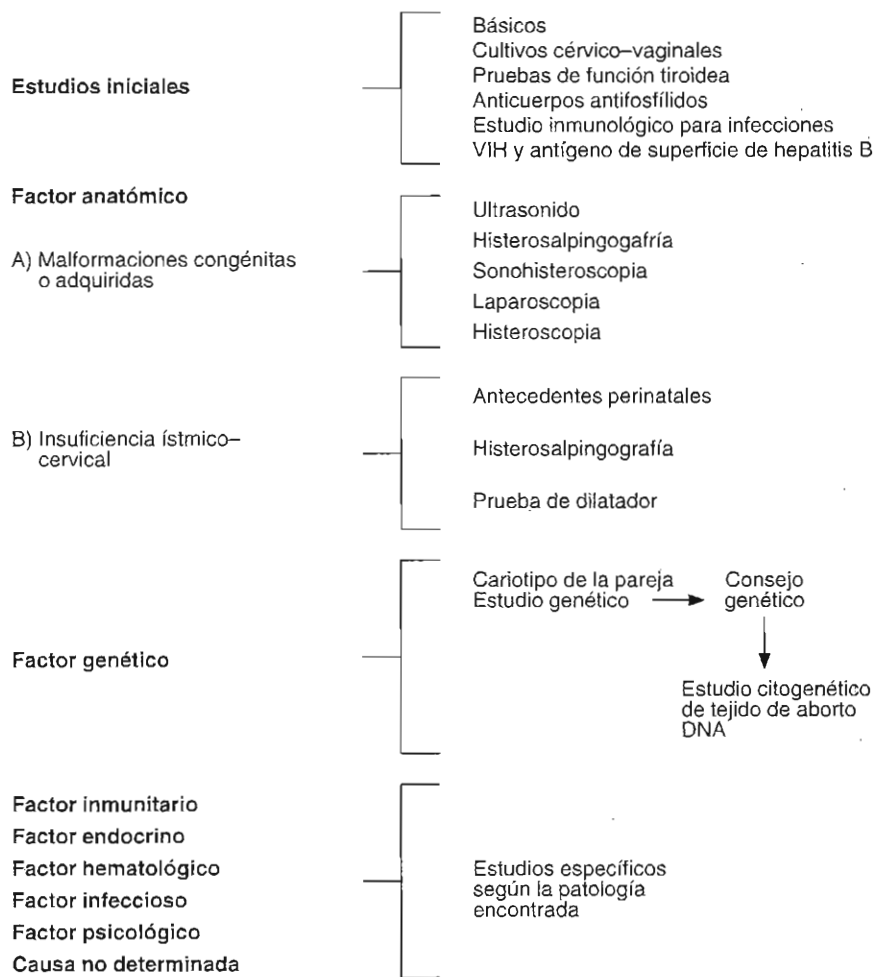 Estudios iniciales
Básicos
Cultivos cérvico–vaginales
Pruebas de función tiroidea
Anticuerpos antifosfílidos
Estudio inmunológico para infecciones
VIH y antígeno de superficie de hepatitis B
Factor anatómico
A) Malformaciones congénitas
o adquiridas
Ultrasonido
Histerosalpingogafría
Sonohisteroscopia
Laparoscopia
Histeroscopia
B) Insuficiencia ístmico–
cervical
Antecedentes perinatales
Histerosalpingografía
Prueba de dilatador
Factor genético
Cariotipo de la pareja
Estudio genético
Consejo
genético
Estudio citogenético
de tejido de aborto
DNA
Factor inmunitario
Factor endocrino
Factor hematológico
Factor infeccioso
Factor psicológico
Causa no determinada
Estudios específicos
según la patología
encontrada